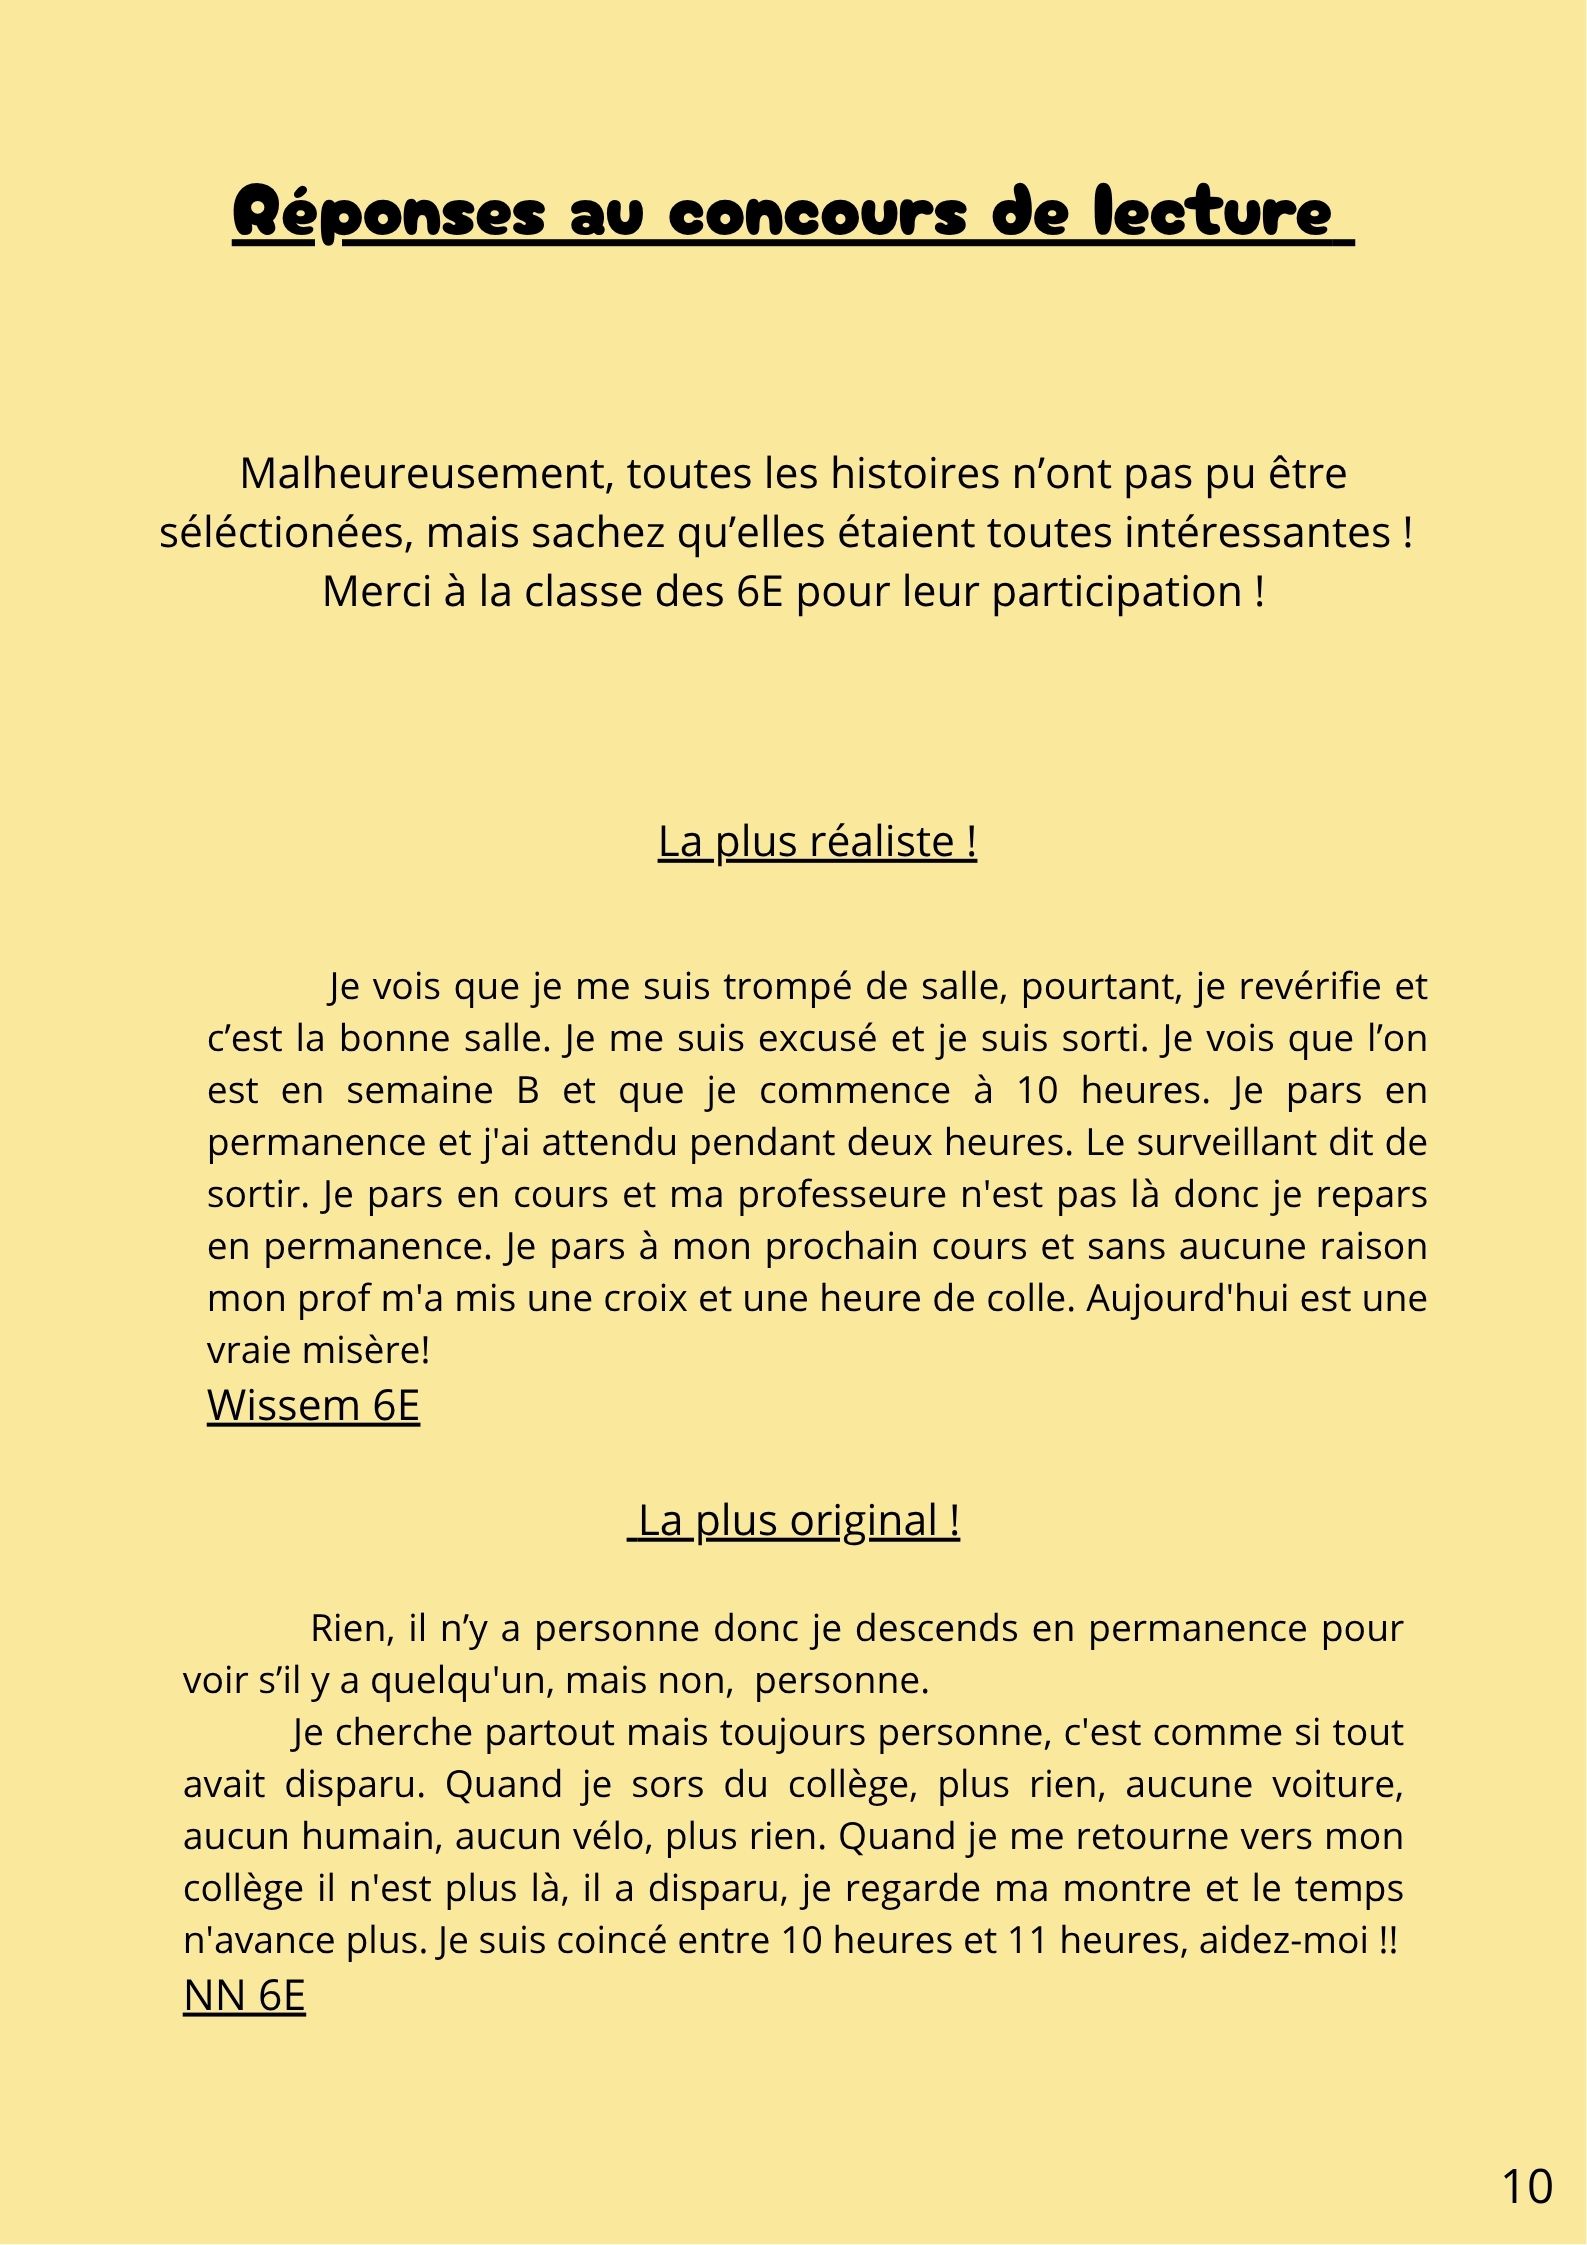 Réponses au concours de lecture
Malheureusement, toutes les histoires n’ont pas pu être
séléctionées, mais sachez qu’elles étaient toutes intéressantes !
Merci à la classe des 6E pour leur participation !
La plus réaliste !
Je vois que je me suis trompé de salle, pourtant, je revérifie et
c’est la bonne salle. Je me suis excusé et je suis sorti. Je vois que l’on
est en semaine B et que je commence à 10 heures. Je pars en
permanence et j'ai attendu pendant deux heures. Le surveillant dit de
sortir. Je pars en cours et ma professeure n'est pas là donc je repars
en permanence. Je pars à mon prochain cours et sans aucune raison
mon prof m'a mis une croix et une heure de colle. Aujourd'hui est une
vraie misère!
Wissem 6E
La plus original !
Rien, il n’y a personne donc je descends en permanence pour
voir s’il y a quelqu'un, mais non, personne.
Je cherche partout mais toujours personne, c'est comme si tout
avait disparu. Quand je sors du collège, plus rien, aucune voiture,
aucun humain, aucun vélo, plus rien. Quand je me retourne vers mon
collège il n'est plus là, il a disparu, je regarde ma montre et le temps
n'avance plus. Je suis coincé entre 10 heures et 11 heures, aidez-moi !!
NN 6E
10